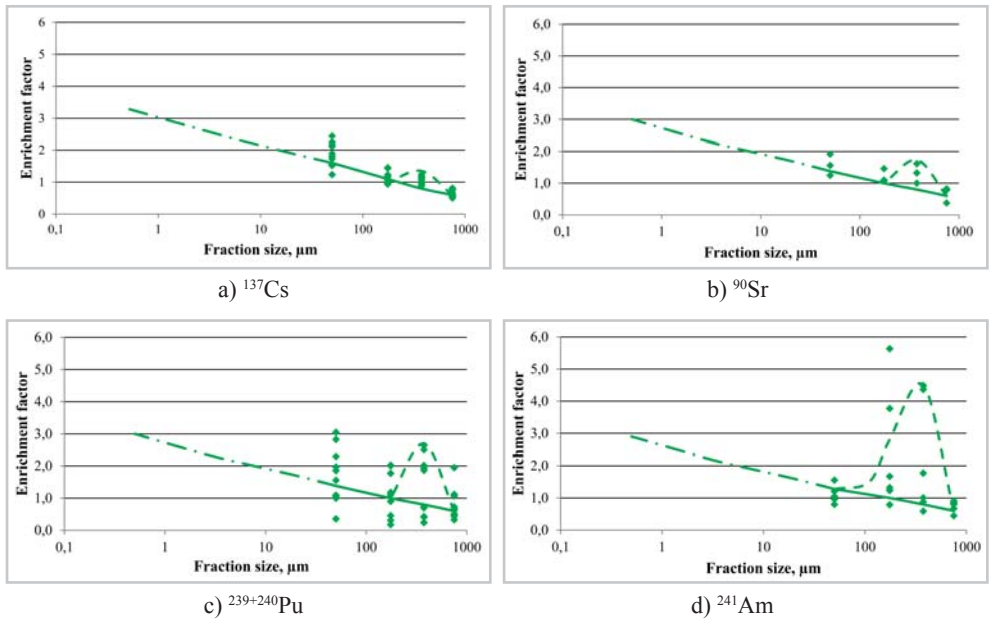 Enrichment factor
6
5
4
3
2
1
0
0,1 1 10 100 1000
Fraction size, µm
a) ¹³⁷Cs
Enrichment factor
6,0
5,0
4,0
3,0
2,0
1,0
0,0
0,1 1 10 100 1000
Fraction size, µm
b) ⁹⁰Sr
Enrichment factor
6,0
5,0
4,0
3,0
2,0
1,0
0,0
0,1 1 10 100 1000
Fraction size, µm
c) ²³⁹⁺²⁴⁰Pu
Enrichment factor
6,0
5,0
4,0
3,0
2,0
1,0
0,0
0,1 1 10 100 1000
Fraction size, µm
d) ²⁴¹Am